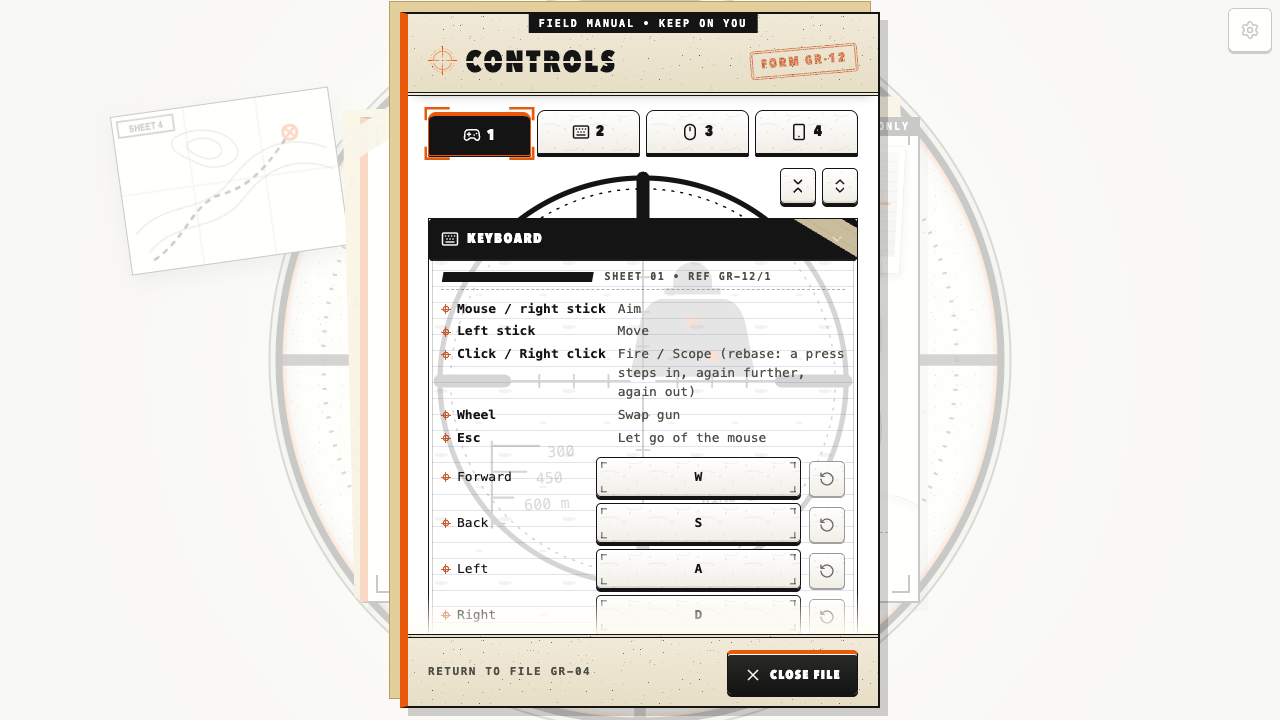 FIELD MANUAL • KEEP ON YOU
CONTROLS
FORM GR-12
SHEET 4
ONLY
1
2
3
4
KEYBOARD
SHEET 01 • REF GR-12/1
Mouse / right stick Aim
Left stick Move
Click / Right click Fire / Scope (rebase: a press
steps in, again further,
again out)
Wheel Swap gun
Esc Let go of the mouse
300
450
600 m
Forward W
Back S
Left A
Right D
RETURN TO FILE GR-04
CLOSE FILE